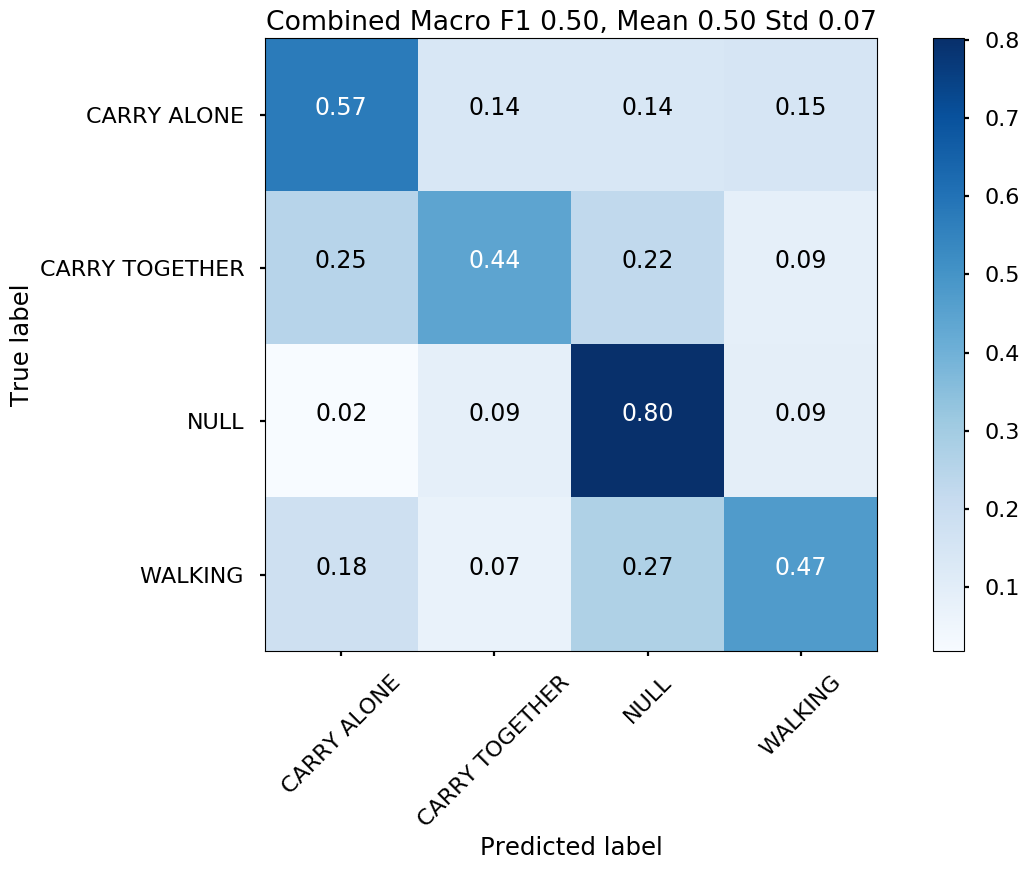 Combined Macro F1 0.50, Mean 0.50 Std 0.07
CARRY ALONE 0.57 0.14 0.14 0.15
CARRY TOGETHER 0.25 0.44 0.22 0.09
NULL 0.02 0.09 0.80 0.09
WALKING 0.18 0.07 0.27 0.47
True label
CARRY ALONE CARRY TOGETHER NULL WALKING
Predicted label
0.8
0.7
0.6
0.5
0.4
0.3
0.2
0.1